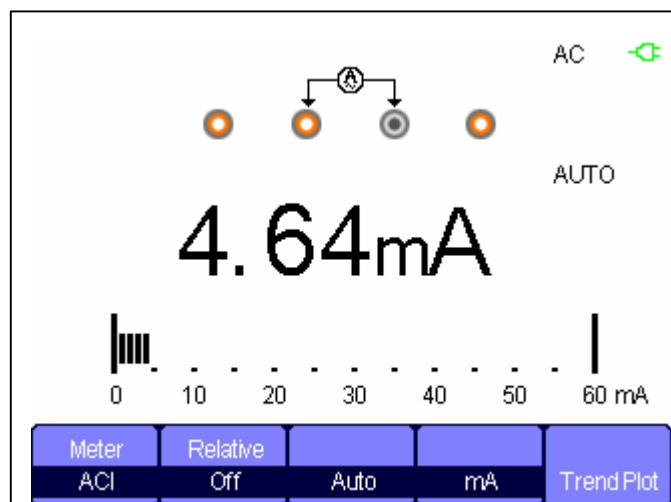 AC
A
AUTO
4.64mA
0 10 20 30 40 50 60 mA
Meter Relative
ACI Off Auto mA Trend Plot